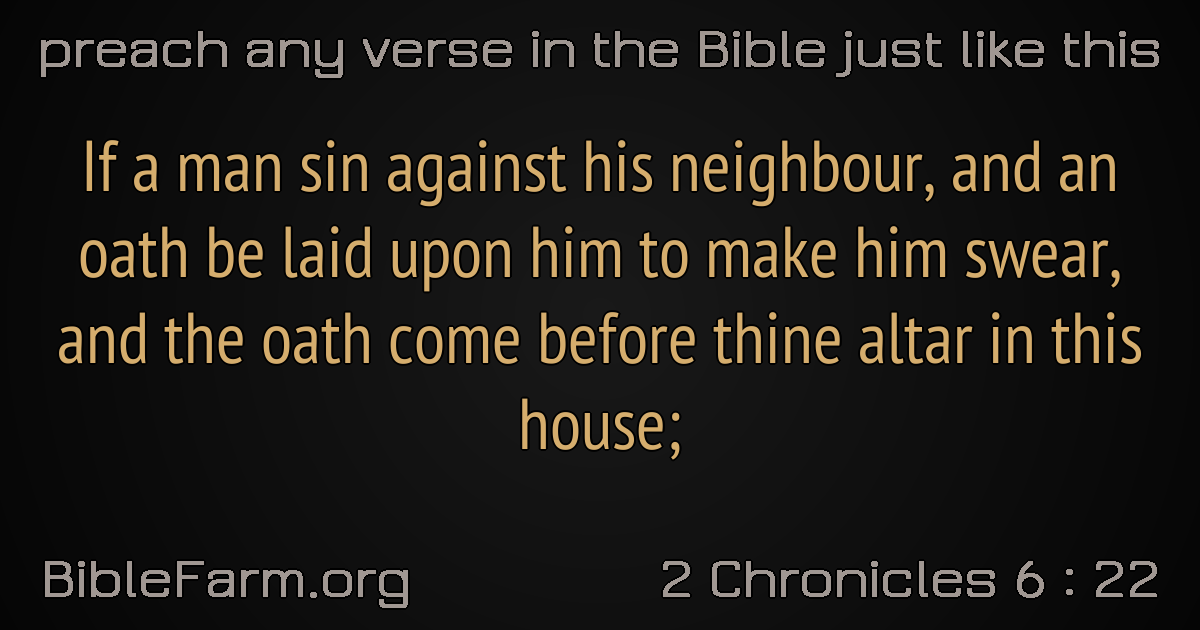 preach any verse in the Bible just like this
If a man sin against his neighbour, and an
oath be laid upon him to make him swear,
and the oath come before thine altar in this
house;
BibleFarm.org
2 Chronicles 6 : 22